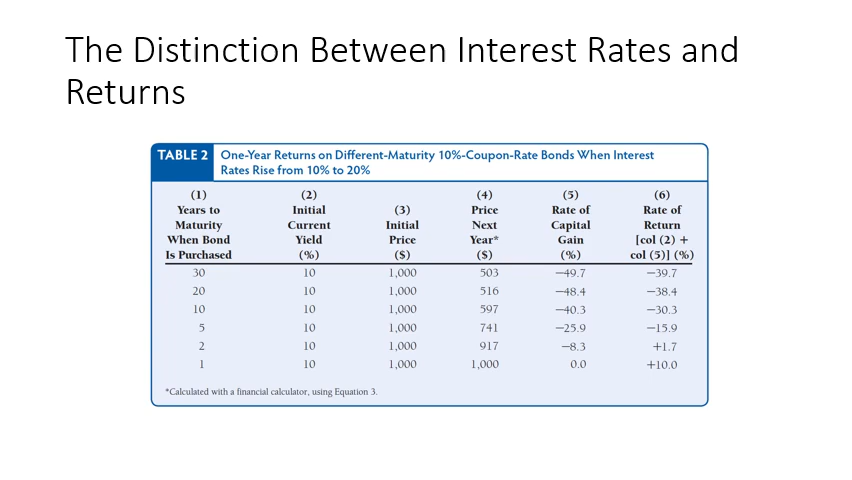 The Distinction Between Interest Rates and
Returns
TABLE 2 One-Year Returns on Different-Maturity 10%-Coupon-Rate Bonds When Interest
Rates Rise from 10% to 20%
(1) (2) (4) (5) (6)
Years to Initial (3) Price Rate of Rate of
Maturity Current Initial Next Capital Return
When Bond Yield Price Year* Gain [col (2) +
Is Purchased (%) ($) ($) (%) col (5)] (%)
30 10 1,000 503 −49.7 −39.7
20 10 1,000 516 −48.4 −38.4
10 10 1,000 597 −40.3 −30.3
5 10 1,000 741 −25.9 −15.9
2 10 1,000 917 −8.3 +1.7
1 10 1,000 1,000 0.0 +10.0
*Calculated with a financial calculator, using Equation 3.